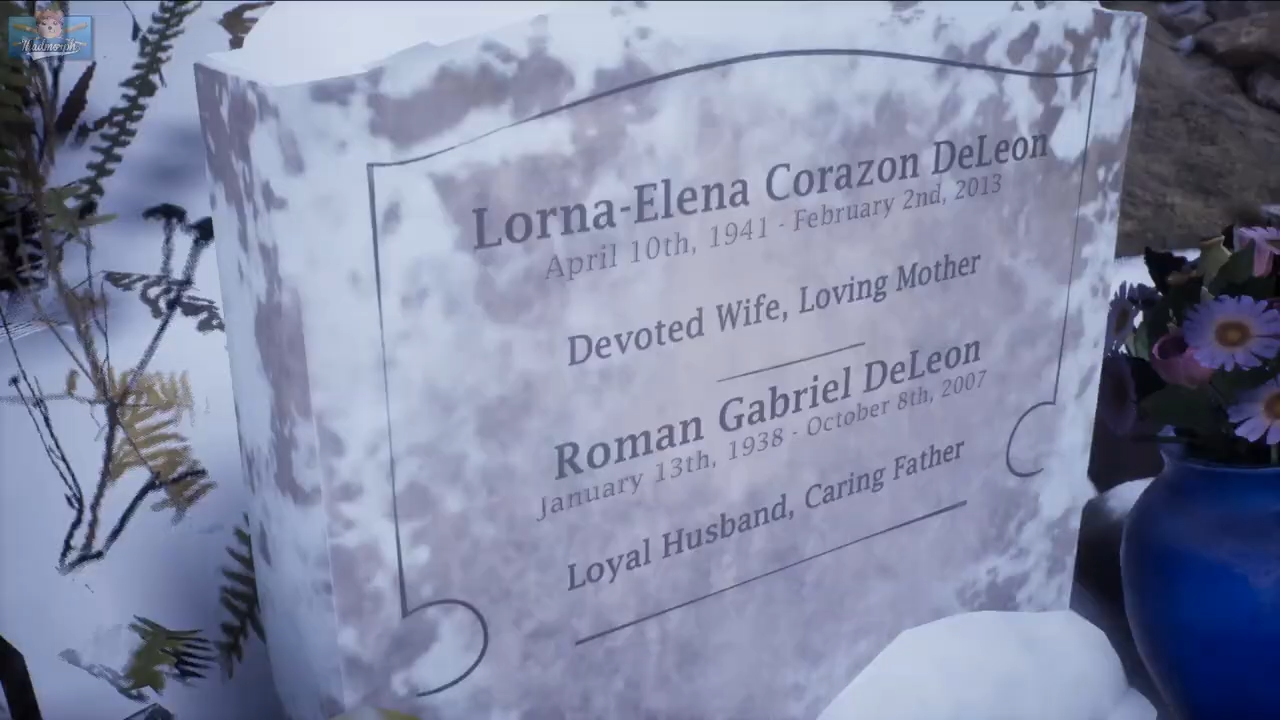 Madmorph
Lorna-Elena Corazon DeLeon
April 10th, 1941 - February 2nd, 2013
Devoted Wife, Loving Mother
Roman Gabriel DeLeon
January 13th, 1938 - October 8th, 2007
Loyal Husband, Caring Father